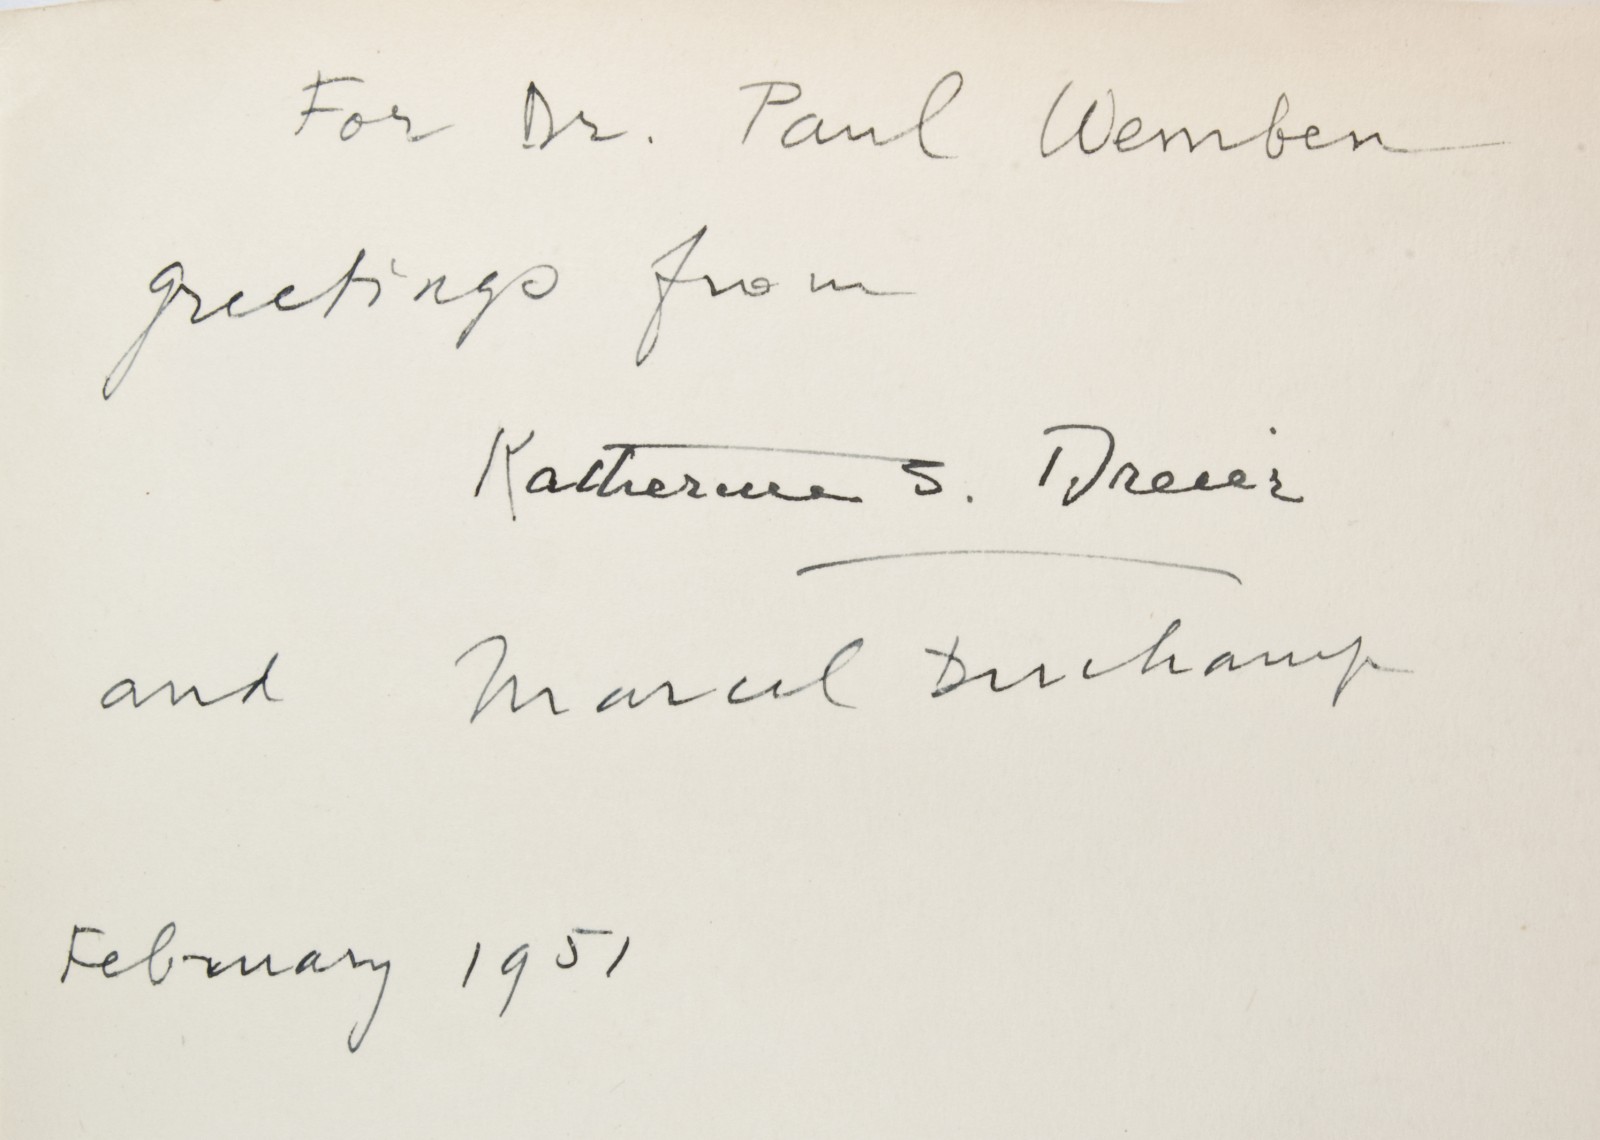 For Dr. Paul Wember
greetings from
Katherine S. Dreier
and Marcel Duchamp
February 1951